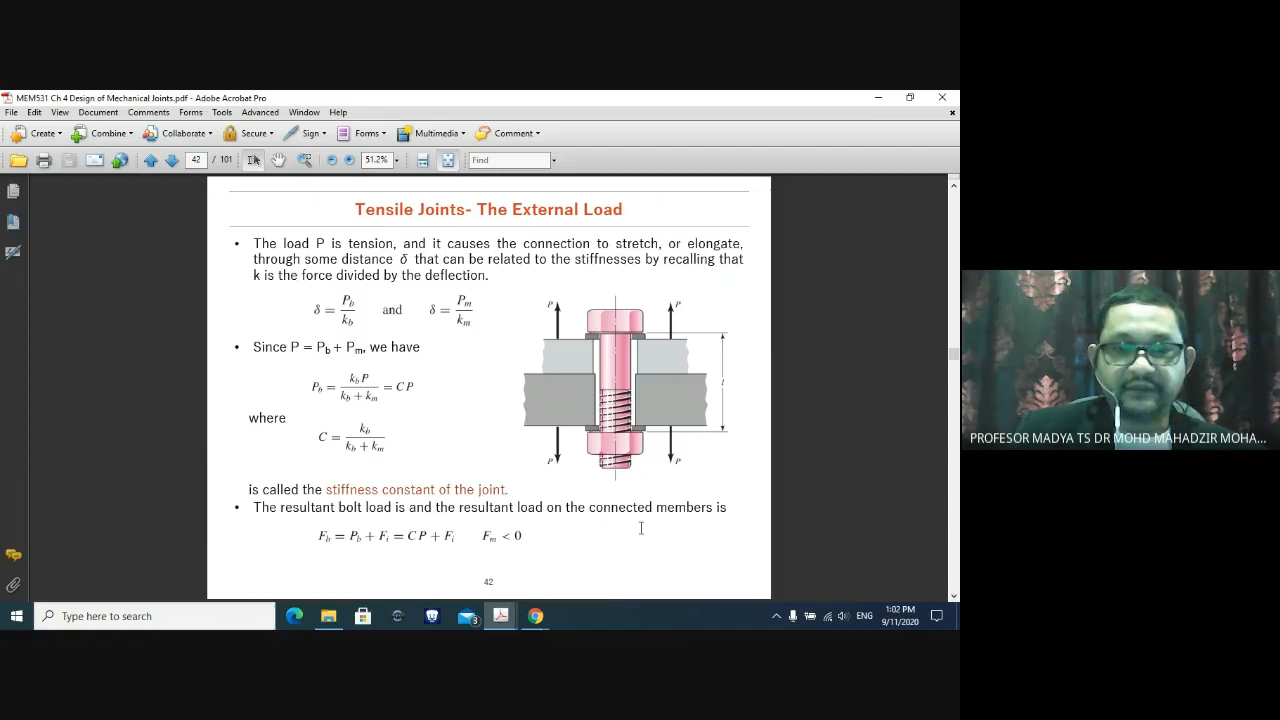 MEM531 Ch 4 Design of Mechanical Joints.pdf - Adobe Acrobat Pro
File Edit View Document Comments Forms Tools Advanced Window Help
Create Combine Collaborate Secure Sign Forms Multimedia Comment
42 / 101 51.2% Find
Tensile Joints- The External Load
• The load P is tension, and it causes the connection to stretch, or elongate,
through some distance δ that can be related to the stiffnesses by recalling that
k is the force divided by the deflection.
δ = P_b / k_b and δ = P_m / k_m
• Since P = P_b + P_m, we have
P_b = k_b P / (k_b + k_m) = C P
where
C = k_b / (k_b + k_m)
is called the stiffness constant of the joint.
• The resultant bolt load is and the resultant load on the connected members is
F_b = P_b + F_i = C P + F_i F_m < 0
P P
l
P P
42
PROFESOR MADYA TS DR MOHD MAHADZIR MOHA...
Type here to search
3
ENG
1:02 PM
9/11/2020